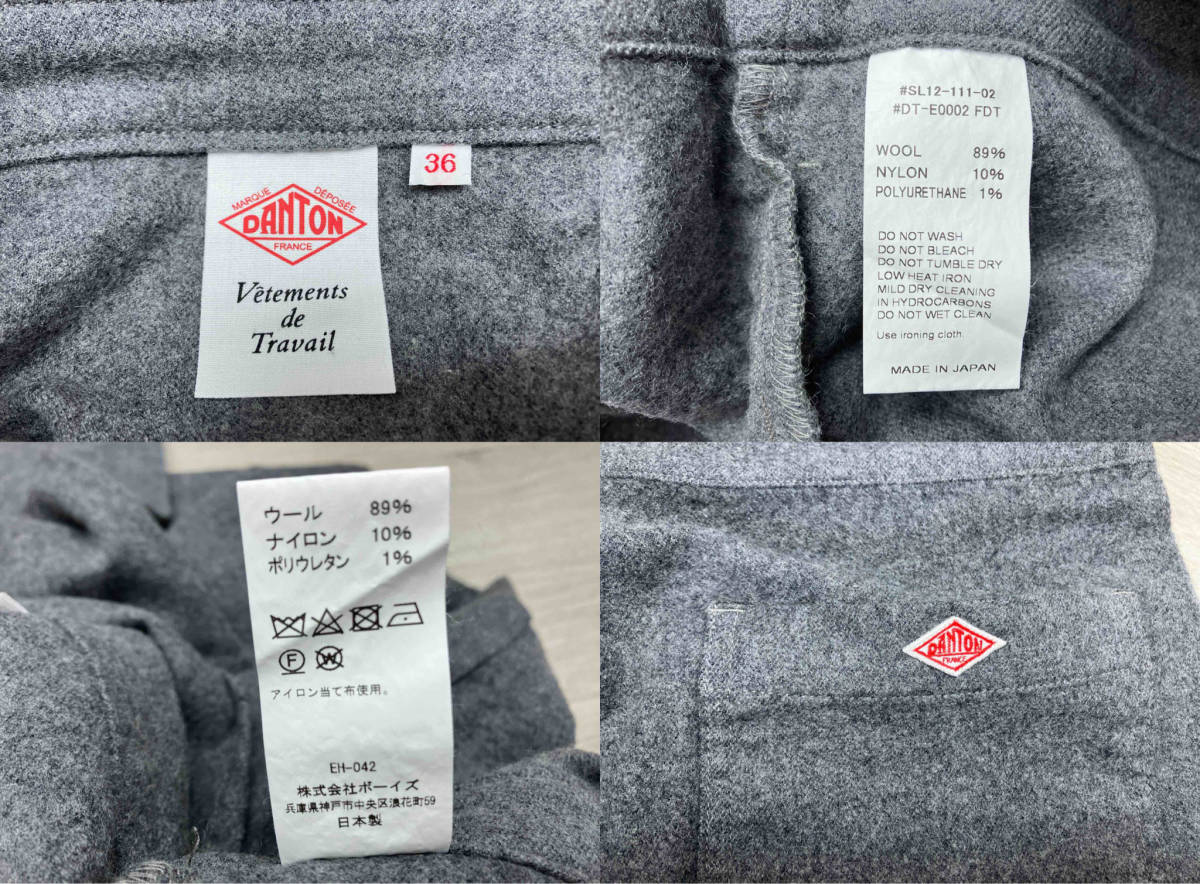 MARQUE DÉPOSÉE
DANTON
FRANCE
Vêtements
de
Travail
36
#SL12-111-02
#DT-E0002 FDT
WOOL 89%
NYLON 10%
POLYURETHANE 1%
DO NOT WASH
DO NOT BLEACH
DO NOT TUMBLE DRY
LOW HEAT IRON
MILD DRY CLEANING
IN HYDROCARBONS
DO NOT WET CLEAN
Use ironing cloth.
MADE IN JAPAN
ウール 89%
ナイロン 10%
ポリウレタン 1%
F W
アイロン当て布使用。
EH-042
株式会社ボーイズ
兵庫県神戸市中央区浪花町59
日本製
DANTON
FRANCE